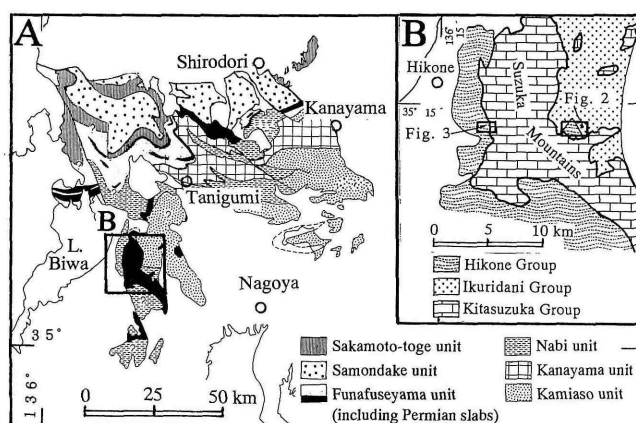 A
Shirodori
Kanayama
Tanigumi
B
L.
Biwa
Nagoya
35°
136°
0 25 50 km
Sakamoto-toge unit
Samondake unit
Funafuseyama unit
(including Permian slabs)
Nabi unit
Kanayama unit
Kamiaso unit
B
136° 15'
Hikone
35° 15'
Suzuka
Mountains
Fig. 2
Fig. 3
0 5 10
km
Hikone Group
Ikuridani Group
Kitasuzuka Group